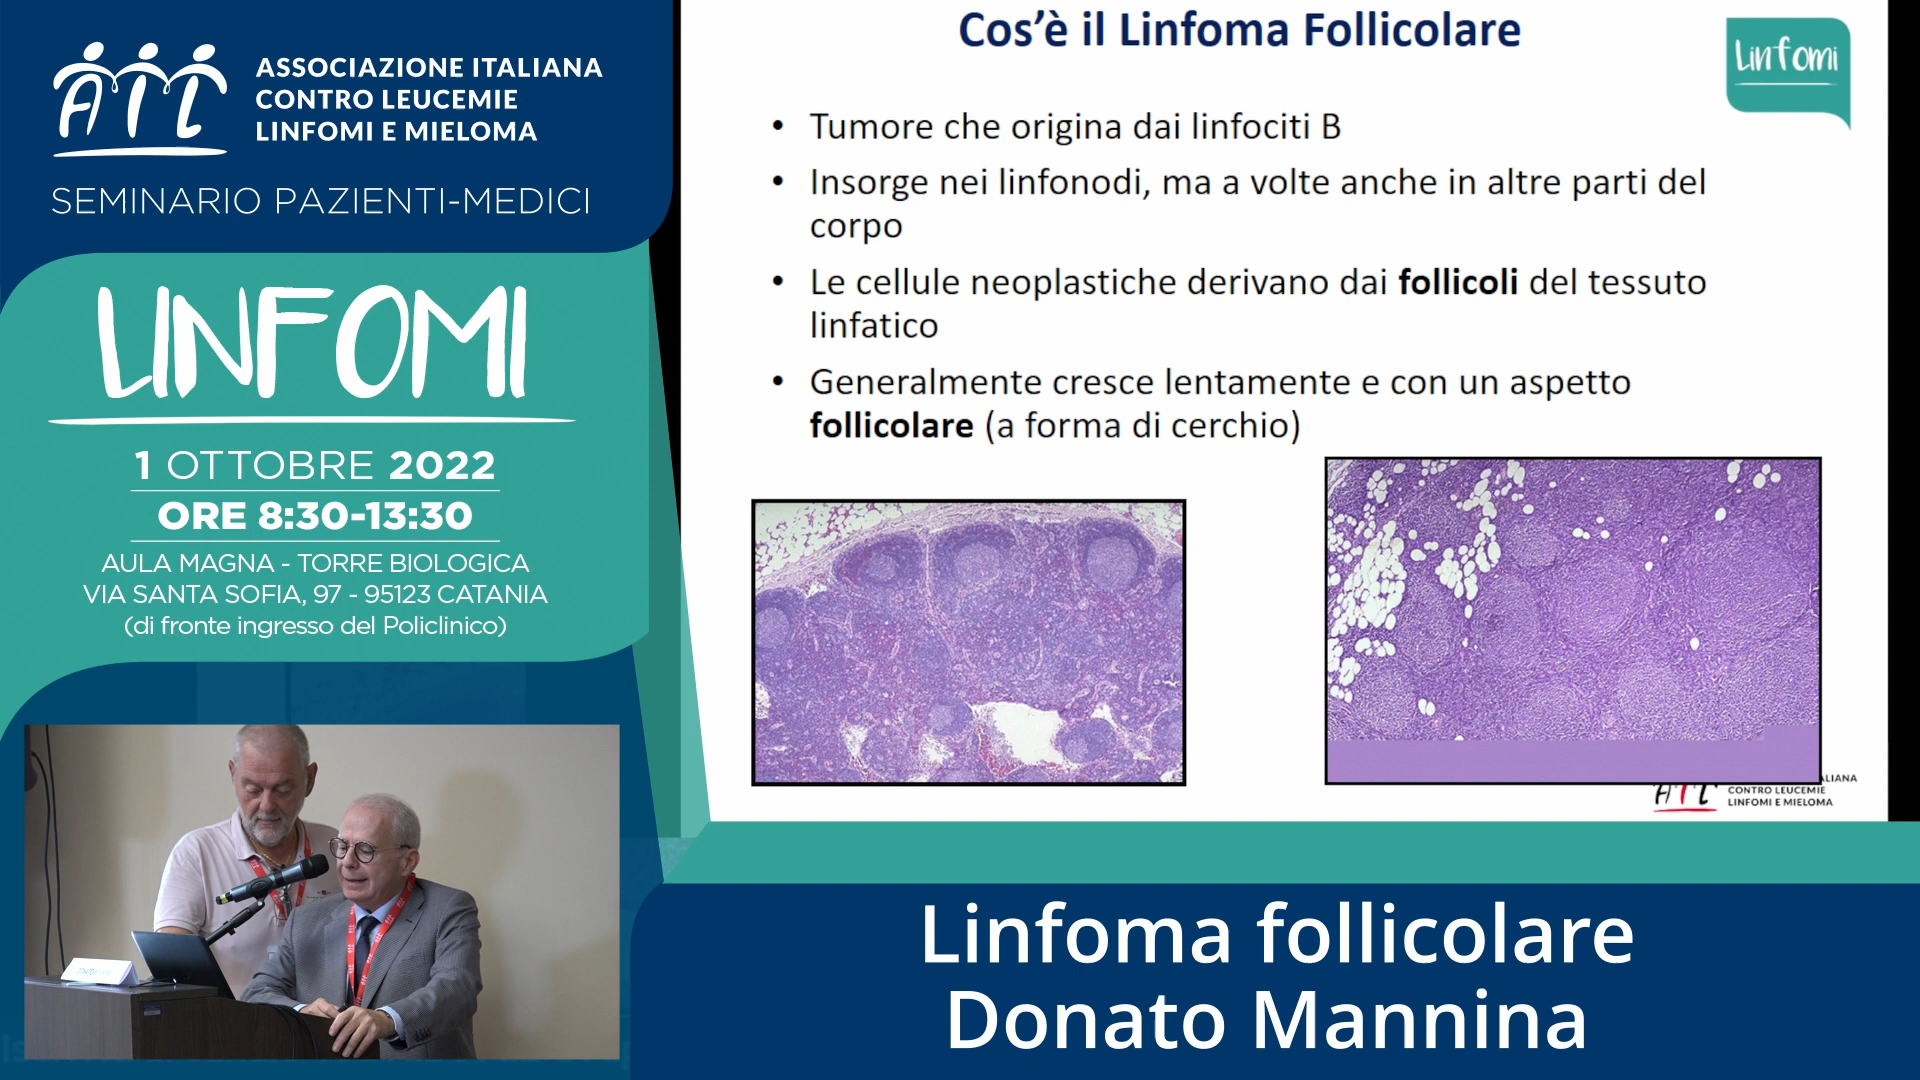 AIL
ASSOCIAZIONE ITALIANA
CONTRO LEUCEMIE
LINFOMI E MIELOMA
SEMINARIO PAZIENTI-MEDICI
LINFOMI
1 OTTOBRE 2022
ORE 8:30-13:30
AULA MAGNA - TORRE BIOLOGICA
VIA SANTA SOFIA, 97 - 95123 CATANIA
(di fronte ingresso del Policlinico)
Cos’è il Linfoma Follicolare
Linfomi
• Tumore che origina dai linfociti B
• Insorge nei linfonodi, ma a volte anche in altre parti del
corpo
• Le cellule neoplastiche derivano dai follicoli del tessuto
linfatico
• Generalmente cresce lentamente e con un aspetto
follicolare (a forma di cerchio)
AIL
CONTRO LEUCEMIE
LINFOMI E MIELOMA
Linfoma follicolare
Donato Mannina